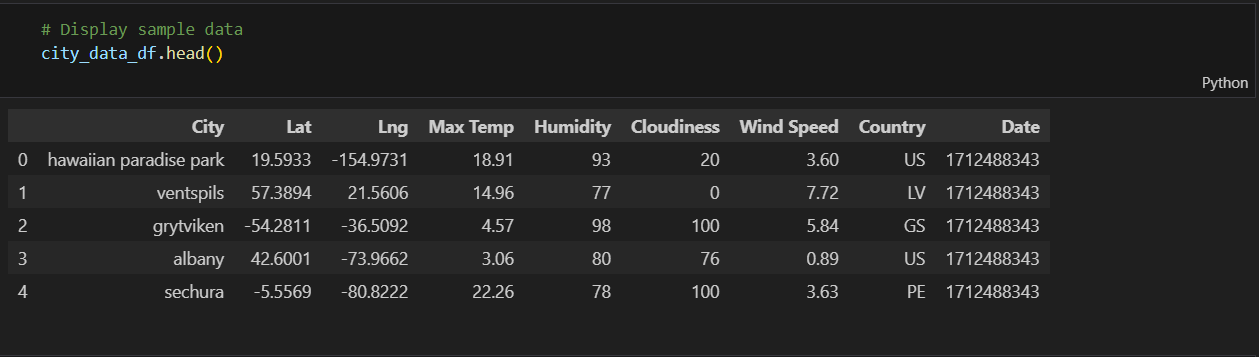 # Display sample data
city_data_df.head()
Python
City Lat Lng Max Temp Humidity Cloudiness Wind Speed Country Date
0 hawaiian paradise park 19.5933 -154.9731 18.91 93 20 3.60 US 1712488343
1 ventspils 57.3894 21.5606 14.96 77 0 7.72 LV 1712488343
2 grytviken -54.2811 -36.5092 4.57 98 100 5.84 GS 1712488343
3 albany 42.6001 -73.9662 3.06 80 76 0.89 US 1712488343
4 sechura -5.5569 -80.8222 22.26 78 100 3.63 PE 1712488343